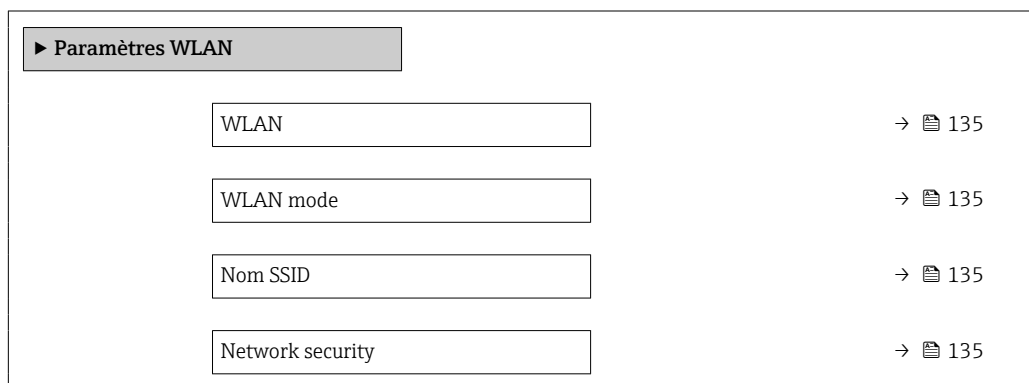 ▶ Paramètres WLAN
WLAN → 135
WLAN mode → 135
Nom SSID → 135
Network security → 135